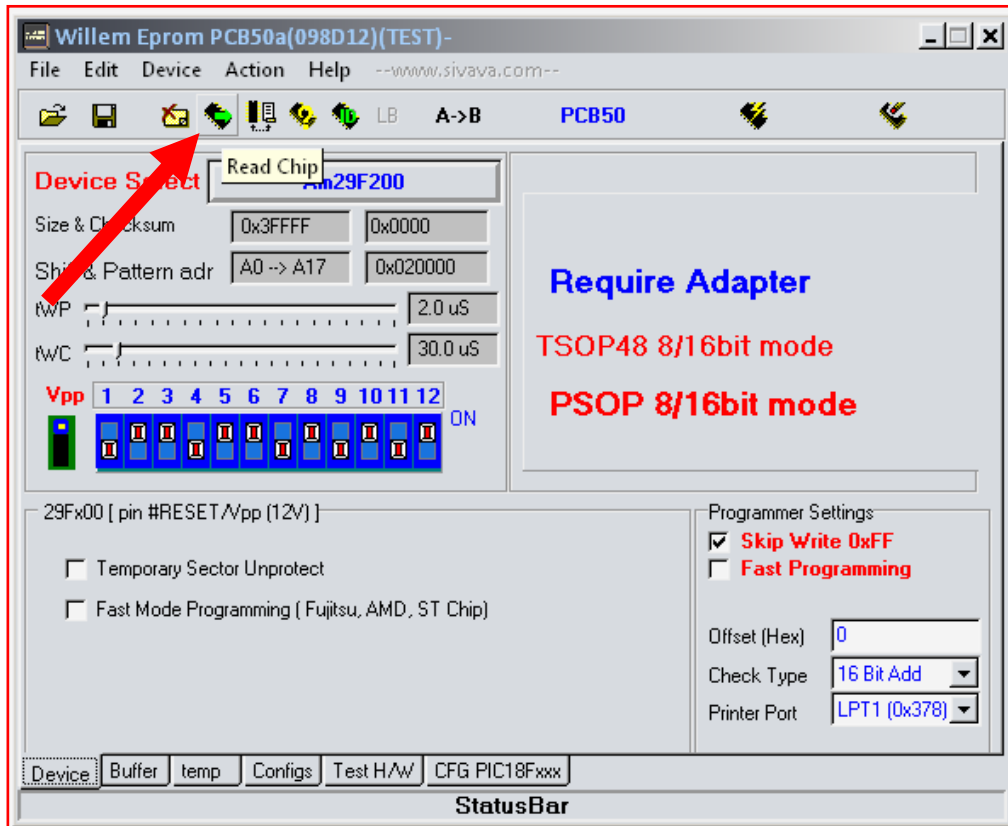 Willem Eprom PCB50a(098D12)(TEST)-
File Edit Device Action Help --www.sivava.com--
LB A->B PCB50
Read Chip
Device Select Am29F200
Size & Checksum 0x3FFFF 0x0000
Ship & Pattern adr A0 --> A17 0x020000
tWP 2.0 uS
tWC 30.0 uS
Vpp 1 2 3 4 5 6 7 8 9 10 11 12
ON
Require Adapter
TSOP48 8/16bit mode
PSOP 8/16bit mode
29Fx00 [ pin #RESET/Vpp (12V) ]
Temporary Sector Unprotect
Fast Mode Programming ( Fujitsu, AMD, ST Chip)
Programmer Settings
Skip Write 0xFF
Fast Programming
Offset (Hex) 0
Check Type 16 Bit Add
Printer Port LPT1 (0x378)
Device Buffer temp Configs Test H/W CFG PIC18Fxxx
StatusBar